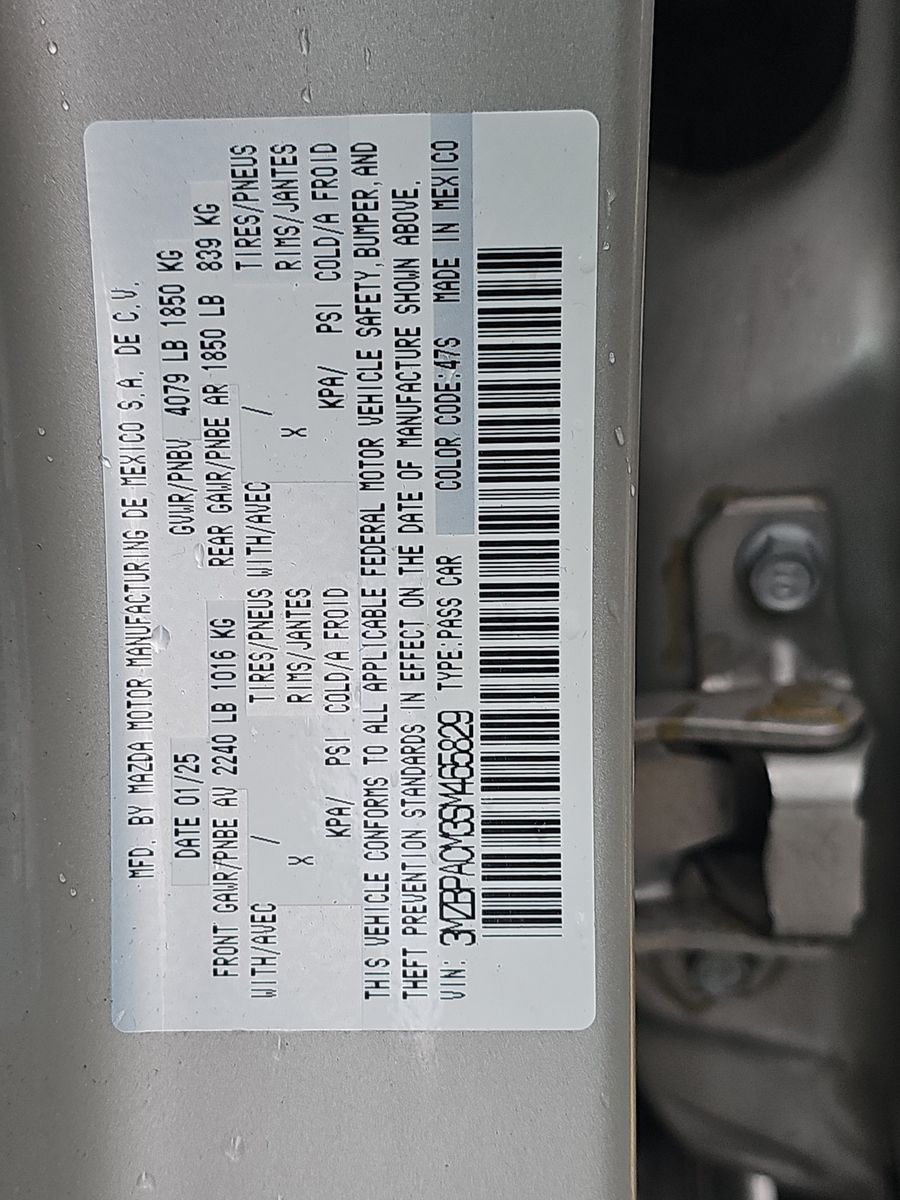 MFD. BY MAZDA MOTOR MANUFACTURING DE MEXICO S.A. DE C.V.
DATE 01/25 GVWR/PNBV 4079 LB 1850 KG
FRONT GAWR/PNBE AV 2240 LB 1016 KG REAR GAWR/PNBE AR 1850 LB 839 KG
WITH/AVEC / TIRES/PNEUS WITH/AVEC / TIRES/PNEUS
X RIMS/JANTES X RIMS/JANTES
KPA/ PSI COLD/A FROID KPA/ PSI COLD/A FROID
THIS VEHICLE CONFORMS TO ALL APPLICABLE FEDERAL MOTOR VEHICLE SAFETY, BUMPER, AND
THEFT PREVENTION STANDARDS IN EFFECT ON THE DATE OF MANUFACTURE SHOWN ABOVE.
VIN: 3MZBPACM3SM465829 TYPE:PASS CAR COLOR CODE:47S MADE IN MEXICO